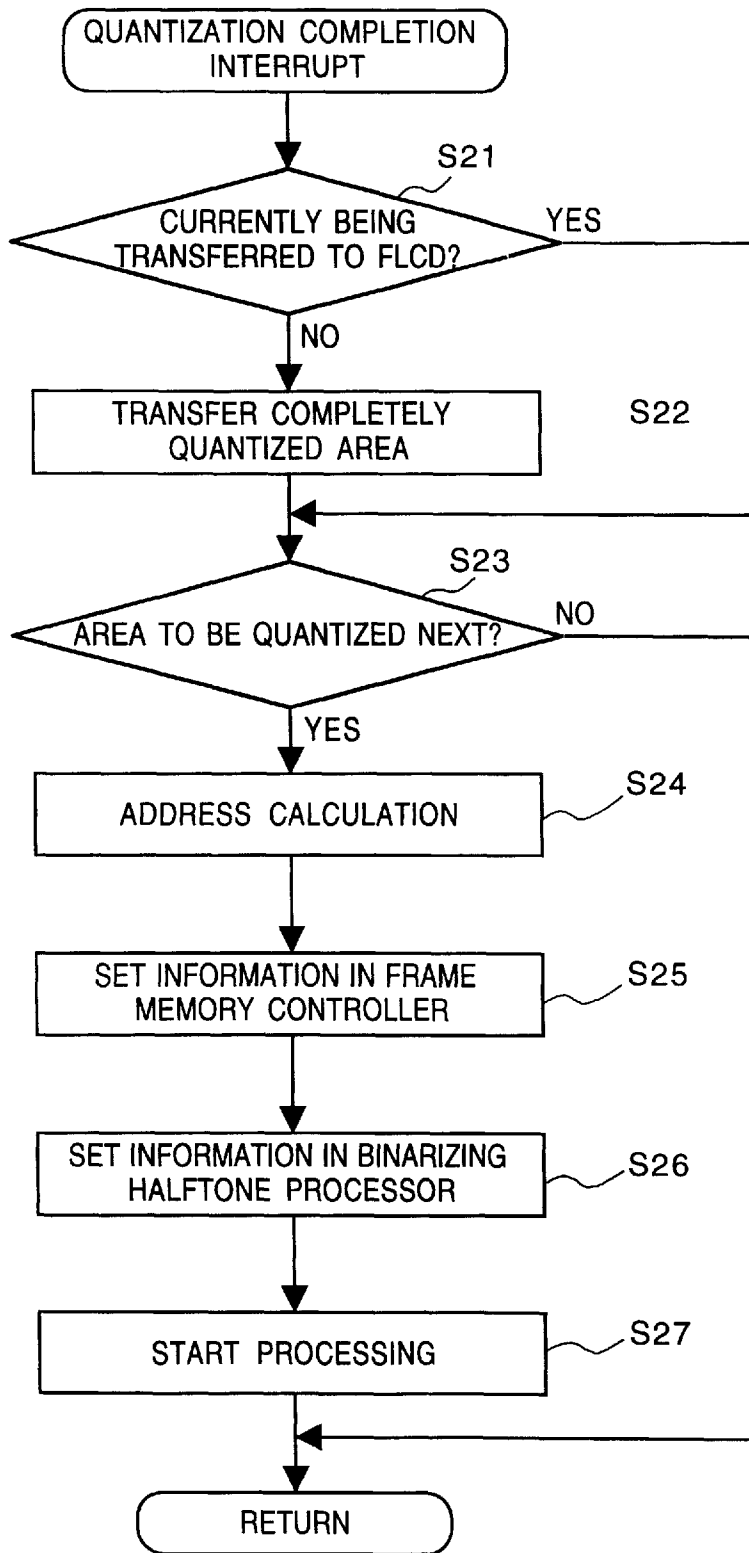 QUANTIZATION COMPLETION
INTERRUPT
S21
CURRENTLY BEING
TRANSFERRED TO FLCD?
YES
NO
TRANSFER COMPLETELY
QUANTIZED AREA
S22
S23
AREA TO BE QUANTIZED NEXT?
NO
YES
S24
ADDRESS CALCULATION
SET INFORMATION IN FRAME
MEMORY CONTROLLER
S25
SET INFORMATION IN BINARIZING
HALFTONE PROCESSOR
S26
START PROCESSING
S27
RETURN